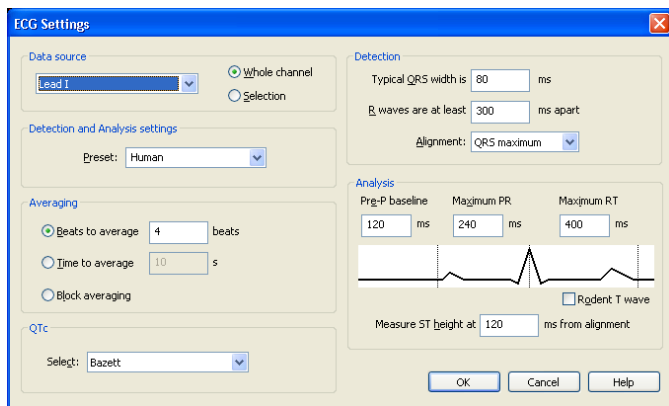 ECG Settings
Data source
Lead I
Whole channel
Selection
Detection and Analysis settings
Preset: Human
Averaging
Beats to average 4 beats
Time to average 10 s
Block averaging
QTc
Select: Bazett
Detection
Typical QRS width is 80 ms
R waves are at least 300 ms apart
Alignment: QRS maximum
Analysis
Pre-P baseline Maximum PR Maximum RT
120 ms 240 ms 400 ms
Rodent T wave
Measure ST height at 120 ms from alignment
OK Cancel Help